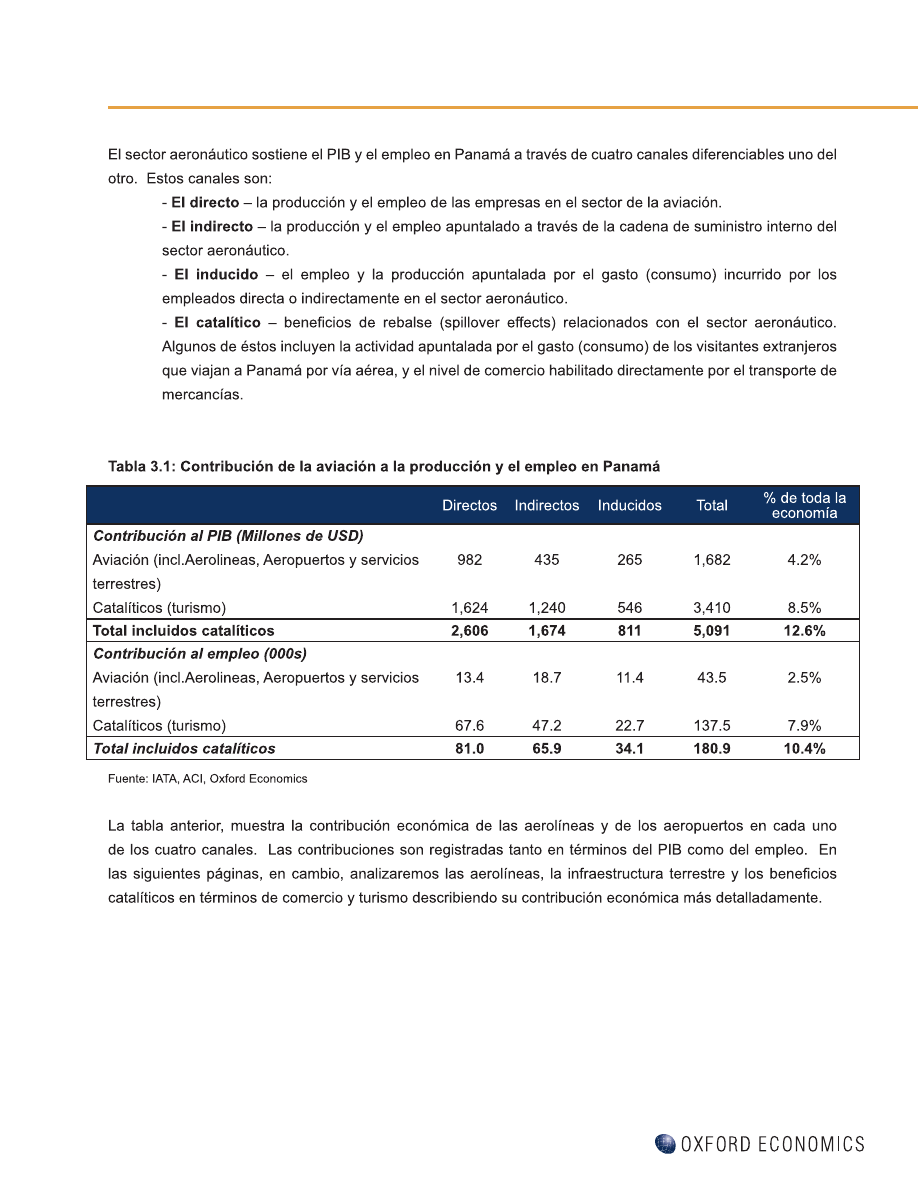 El sector aeronáutico sostiene el PIB y el empleo en Panamá a través de cuatro canales diferenciables uno del
otro.  Estos canales son:
- El directo – la producción y el empleo de las empresas en el sector de la aviación.
- El indirecto – la producción y el empleo apuntalado a través de la cadena de suministro interno del
sector aeronáutico.
- El inducido – el empleo y la producción apuntalada por el gasto (consumo) incurrido por los
empleados directa o indirectamente en el sector aeronáutico.
- El catalítico – beneficios de rebalse (spillover effects) relacionados con el sector aeronáutico.
Algunos de éstos incluyen la actividad apuntalada por el gasto (consumo) de los visitantes extranjeros
que viajan a Panamá por vía aérea, y el nivel de comercio habilitado directamente por el transporte de
mercancías.
Tabla 3.1: Contribución de la aviación a la producción y el empleo en Panamá
Directos Indirectos Inducidos Total % de toda la
economía
Contribución al PIB (Millones de USD)
Aviación (incl.Aerolineas, Aeropuertos y servicios 982 435 265 1,682 4.2%
terrestres)
Catalíticos (turismo) 1,624 1,240 546 3,410 8.5%
Total incluidos catalíticos 2,606 1,674 811 5,091 12.6%
Contribución al empleo (000s)
Aviación (incl.Aerolineas, Aeropuertos y servicios 13.4 18.7 11.4 43.5 2.5%
terrestres)
Catalíticos (turismo) 67.6 47.2 22.7 137.5 7.9%
Total incluidos catalíticos 81.0 65.9 34.1 180.9 10.4%
Fuente: IATA, ACI, Oxford Economics
La tabla anterior, muestra la contribución económica de las aerolíneas y de los aeropuertos en cada uno
de los cuatro canales.  Las contribuciones son registradas tanto en términos del PIB como del empleo.  En
las siguientes páginas, en cambio, analizaremos las aerolíneas, la infraestructura terrestre y los beneficios
catalíticos en términos de comercio y turismo describiendo su contribución económica más detalladamente.
OXFORD ECONOMICS